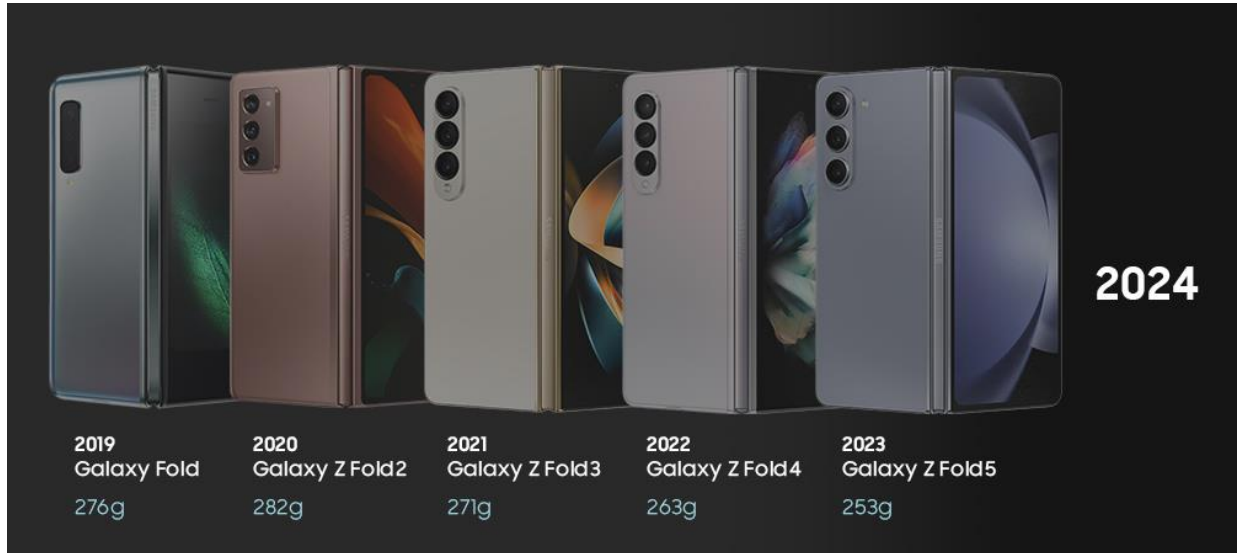 2024
2019
Galaxy Fold
276g
2020
Galaxy Z Fold2
282g
2021
Galaxy Z Fold3
271g
2022
Galaxy Z Fold4
263g
2023
Galaxy Z Fold5
253g